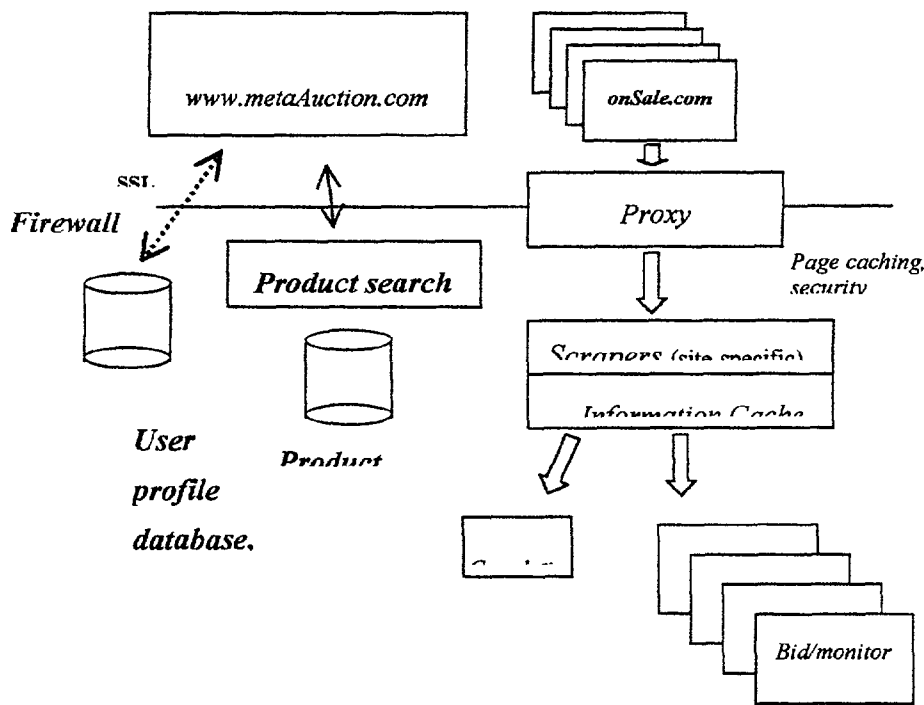 www.metaAuction.com
onSale.com
SSL
Firewall
Proxy
Product search
Page caching,
security
Scrapers (site specific)
Information Cache
User
profile
database,
Product
Bid/monitor